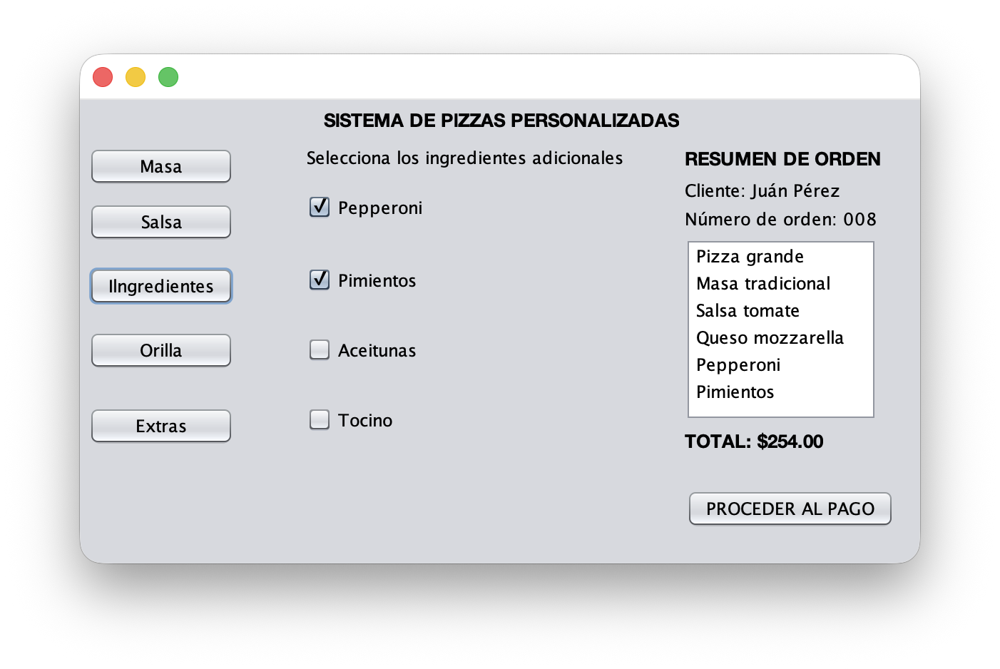 SISTEMA DE PIZZAS PERSONALIZADAS
Masa
Salsa
IIngredientes
Orilla
Extras
Selecciona los ingredientes adicionales
Pepperoni
Pimientos
Aceitunas
Tocino
RESUMEN DE ORDEN
Cliente: Juán Pérez
Número de orden: 008
Pizza grande
Masa tradicional
Salsa tomate
Queso mozzarella
Pepperoni
Pimientos
TOTAL: $254.00
PROCEDER AL PAGO